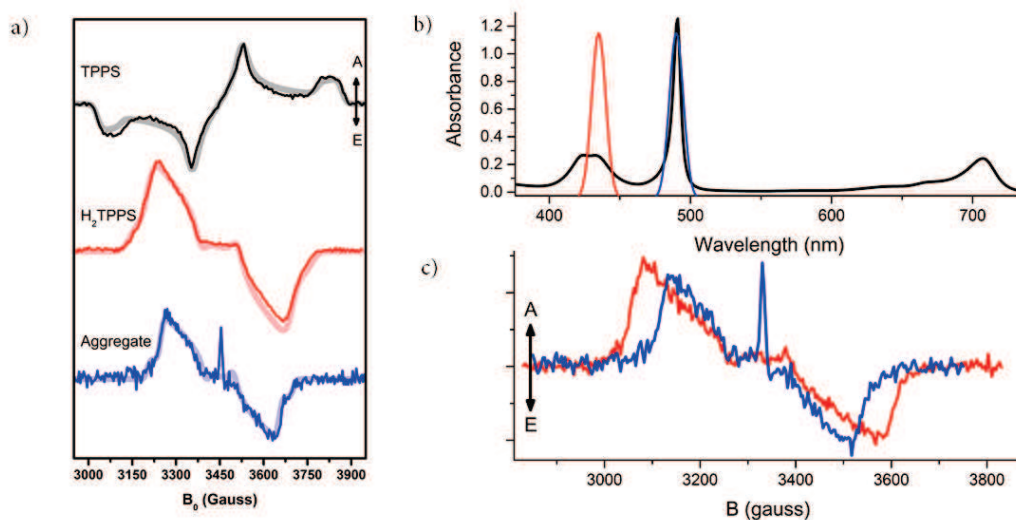 a)
TPPS
A
E
H₂TPPS
Aggregate
3000 3150 3300 3450 3600 3750 3900
B₀ (Gauss)
b)
Absorbance
1.2
1.0
0.8
0.6
0.4
0.2
0.0
400 500 600 700
Wavelength (nm)
c)
A
E
3000 3200 3400 3600 3800
B (gauss)